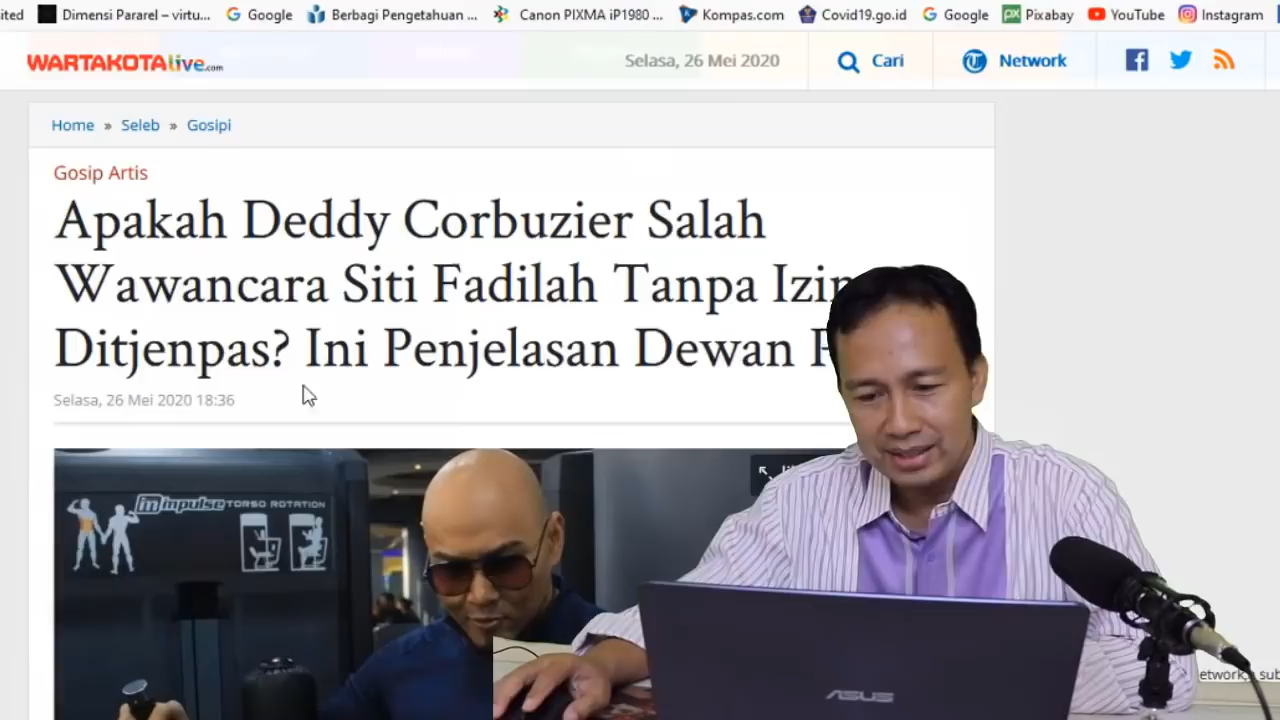 ited Dimensi Pararel – virtu... Google Berbagi Pengetahuan ... Canon PIXMA iP1980 ... Kompas.com Covid19.go.id Google Pixabay YouTube Instagram
WARTAKOTAlive.com Selasa, 26 Mei 2020 Cari Network
Home » Seleb » Gosipi
Gosip Artis
Apakah Deddy Corbuzier Salah
Wawancara Siti Fadilah Tanpa Izin
Ditjenpas? Ini Penjelasan Dewan
Selasa, 26 Mei 2020 18:36
impulse TORSO ROTATION
ASUS